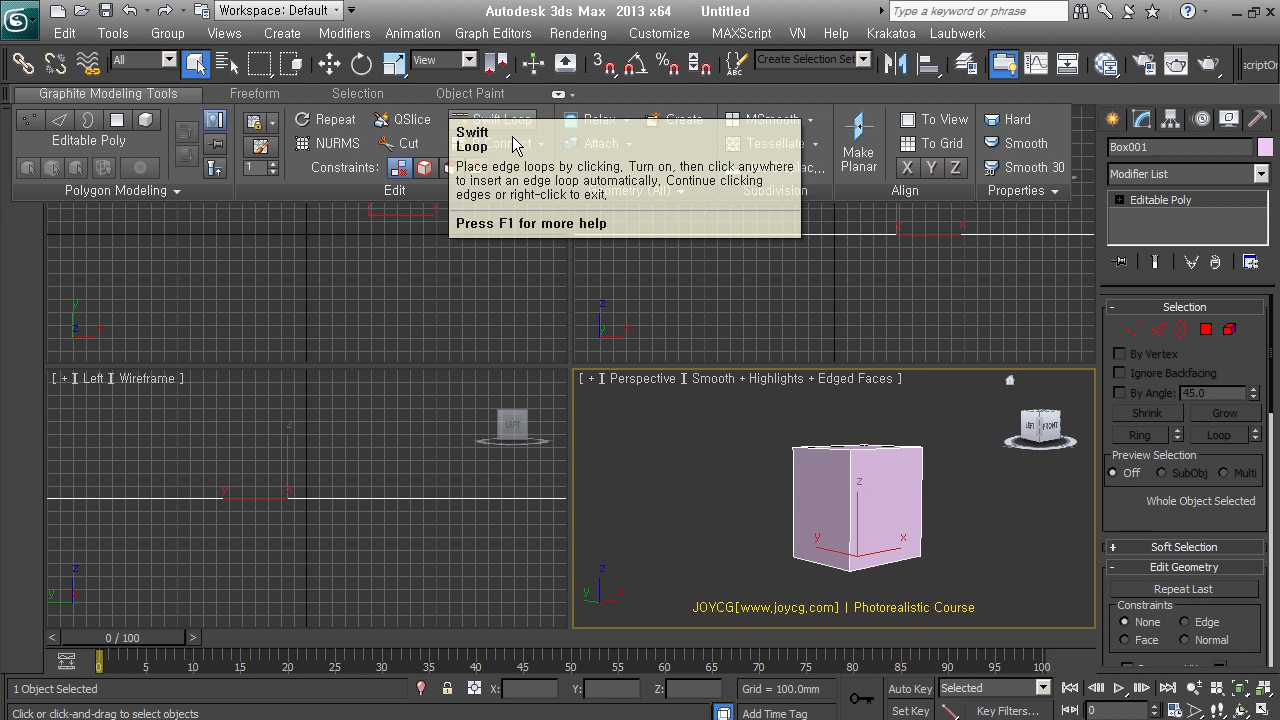 Workspace: Default
Autodesk 3ds Max 2013 x64 Untitled
Type a keyword or phrase
Edit Tools Group Views Create Modifiers Animation Graph Editors Rendering Customize MAXScript VN Help Krakatoa Laubwerk
All
View
Create Selection Set
criptO
Graphite Modeling Tools Freeform Selection Object Paint
Repeat QSlice Swift Loop Relax Create MSmooth To View Hard
Editable Poly
NURMS Cut Attach Tessellate Make Planar To Grid Smooth
Constraints: X Y Z Smooth 30
1
Polygon Modeling Edit Subdivision Align Properties
Swift
Loop
Place edge loops by clicking. Turn on, then click anywhere
to insert an edge loop automatically. Continue clicking
edges or right-click to exit.
Press F1 for more help
Box001
Modifier List
Editable Poly
Selection
By Vertex
Ignore Backfacing
By Angle: 45.0
Shrink Grow
Ring Loop
Preview Selection
Off SubObj Multi
Whole Object Selected
Soft Selection
Edit Geometry
Repeat Last
Constraints
None Edge
Face Normal
y
z x
z
y x
[ + ] Left ] Wireframe ]
z
LEFT
y x
z
y
[ + ] Perspective ] Smooth + Highlights + Edged Faces ]
LEFT FRONT
z
y x
z
y x
JOYCG[www.joycg.com] | Photorealistic Course
< 0 / 100 >
0 5 10 15 20 25 30 35 40 45 50 55 60 65 70 75 80 85 90 95 100
1 Object Selected X: Y: Z: Grid = 100.0mm Auto Key Selected
Click or click-and-drag to select objects Add Time Tag Set Key Key Filters... 0